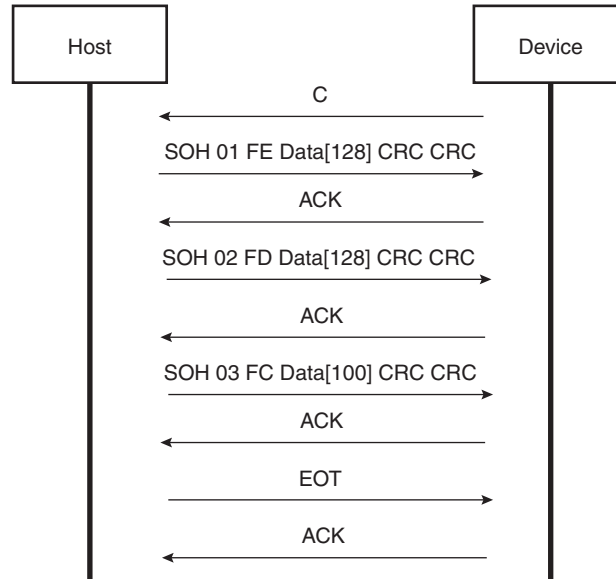 Host
Device
C
SOH 01 FE Data[128] CRC CRC
ACK
SOH 02 FD Data[128] CRC CRC
ACK
SOH 03 FC Data[100] CRC CRC
ACK
EOT
ACK